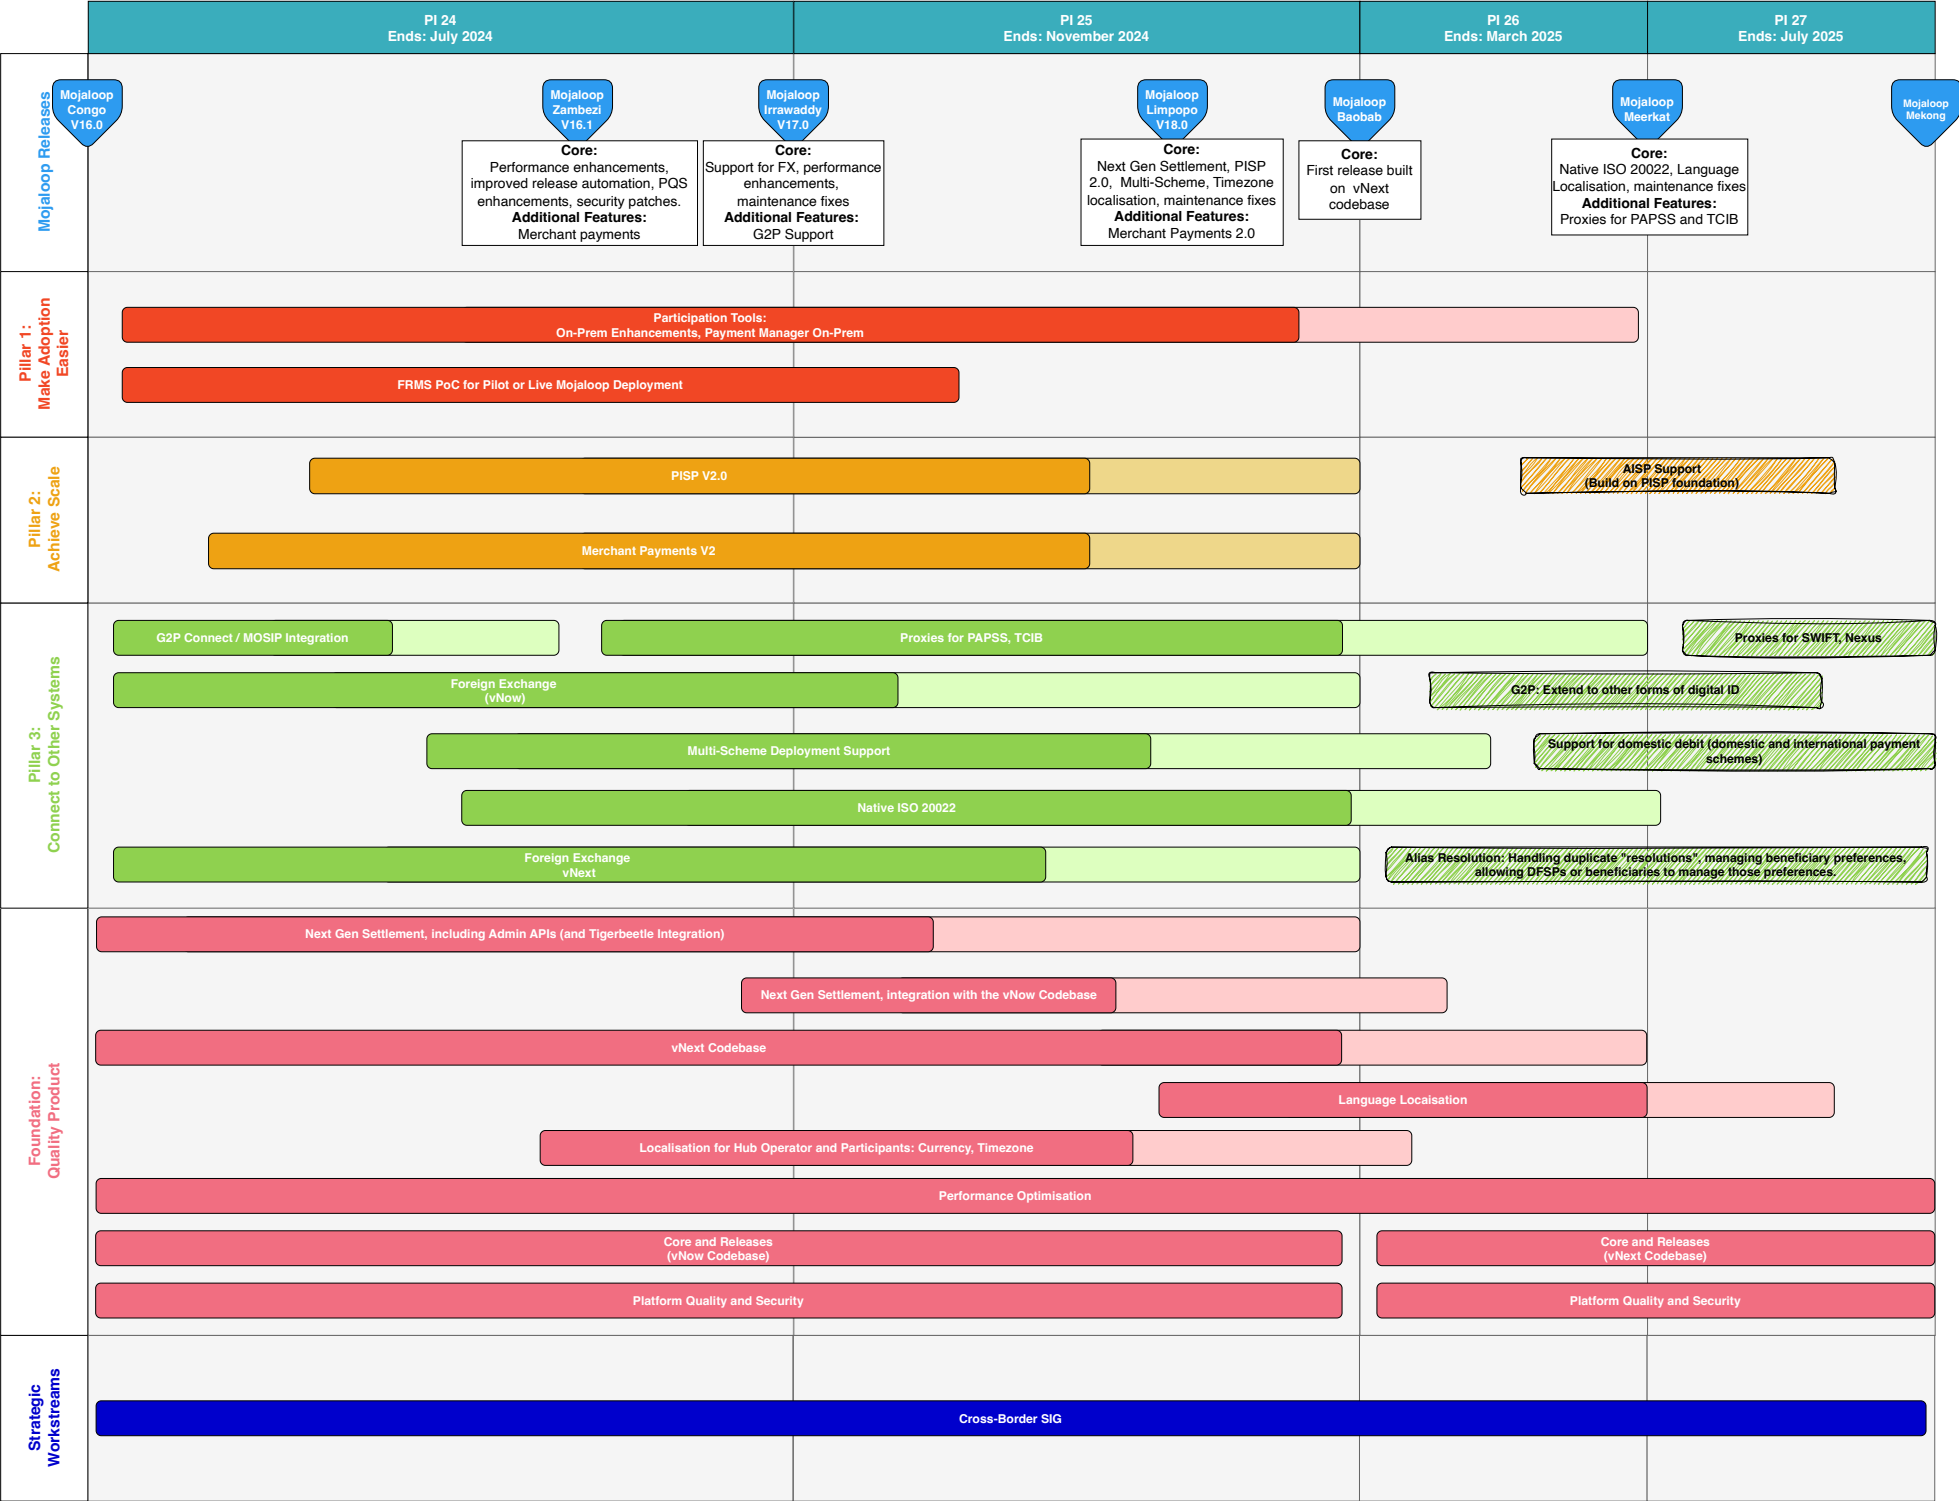 PI 24
Ends: July 2024
PI 25
Ends: November 2024
PI 26
Ends: March 2025
PI 27
Ends: July 2025
Mojaloop Releases
Mojaloop
Congo
V16.0
Mojaloop
Zambezi
V16.1
Mojaloop
Irrawaddy
V17.0
Mojaloop
Limpopo
V18.0
Mojaloop
Baobab
Mojaloop
Meerkat
Mojaloop
Mekong
Core:
Performance enhancements,
improved release automation, PQS
enhancements, security patches.
Additional Features:
Merchant payments
Core:
Support for FX, performance
enhancements,
maintenance fixes
Additional Features:
G2P Support
Core:
Next Gen Settlement, PISP
2.0, Multi-Scheme, Timezone
localisation, maintenance fixes
Additional Features:
Merchant Payments 2.0
Core:
First release built
on vNext
codebase
Core:
Native ISO 20022, Language
Localisation, maintenance fixes
Additional Features:
Proxies for PAPSS and TCIB
Pillar 1:
Make Adoption
Easier
Participation Tools:
On-Prem Enhancements, Payment Manager On-Prem
FRMS PoC for Pilot or Live Mojaloop Deployment
Pillar 2:
Achieve Scale
PISP V2.0
AISP Support
(Build on PISP foundation)
Merchant Payments V2
Pillar 3:
Connect to Other Systems
G2P Connect / MOSIP Integration
Proxies for PAPSS, TCIB
Proxies for SWIFT, Nexus
Foreign Exchange
(vNow)
G2P: Extend to other forms of digital ID
Multi-Scheme Deployment Support
Support for domestic debit (domestic and international payment
schemes)
Native ISO 20022
Foreign Exchange
vNext
Alias Resolution: Handling duplicate "resolutions", managing beneficiary preferences,
allowing DFSPs or beneficiaries to manage those preferences.
Foundation:
Quality Product
Next Gen Settlement, including Admin APIs (and Tigerbeetle Integration)
Next Gen Settlement, integration with the vNow Codebase
vNext Codebase
Language Locaisation
Localisation for Hub Operator and Participants: Currency, Timezone
Performance Optimisation
Core and Releases
(vNow Codebase)
Core and Releases
(vNext Codebase)
Platform Quality and Security
Platform Quality and Security
Strategic
Workstreams
Cross-Border SIG